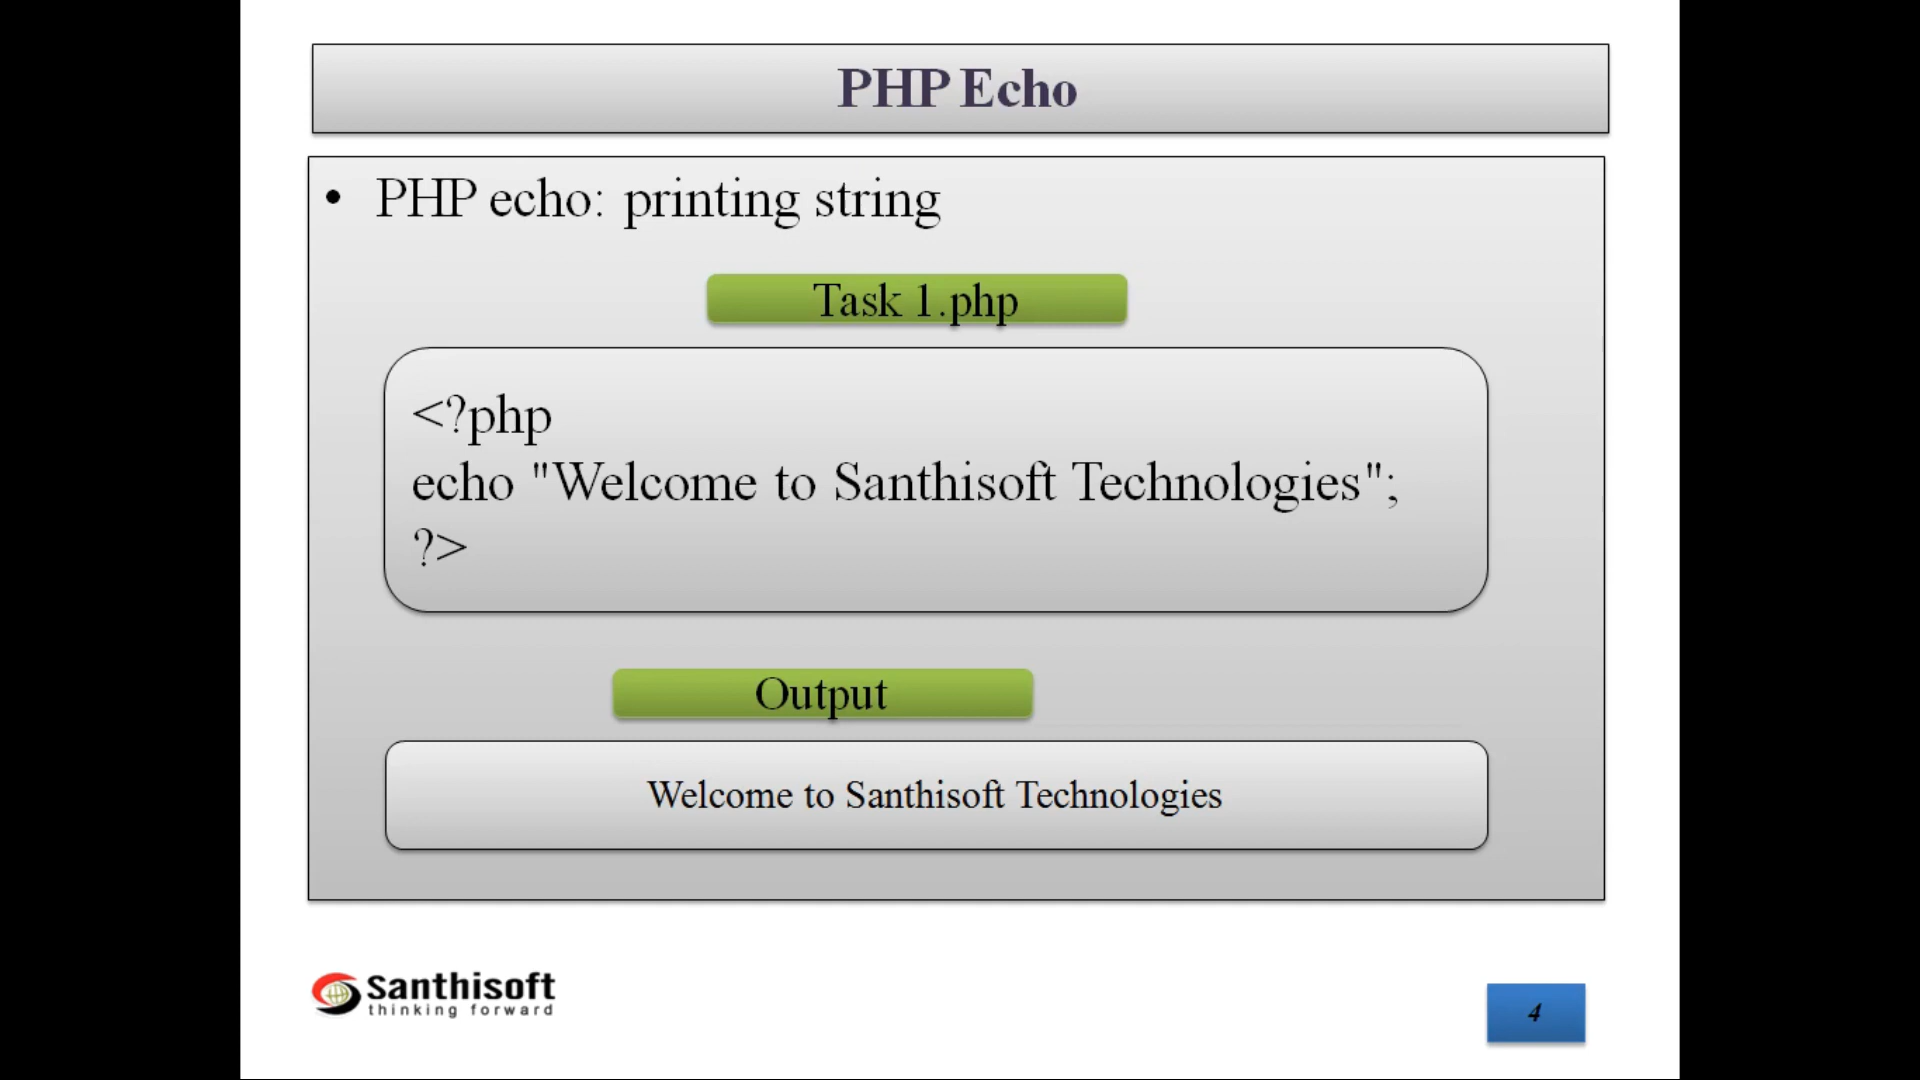 PHP Echo
• PHP echo: printing string
Task 1.php
<?php
echo "Welcome to Santhisoft Technologies";
?>
Output
Welcome to Santhisoft Technologies
Santhisoft
thinking forward
4